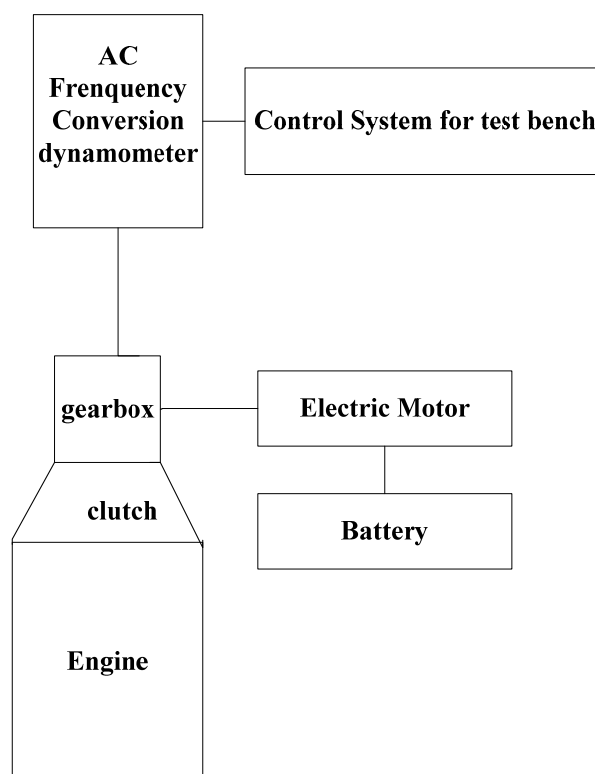 AC
Frenquency
Conversion
dynamometer
Control System for test bench
gearbox
Electric Motor
clutch
Battery
Engine